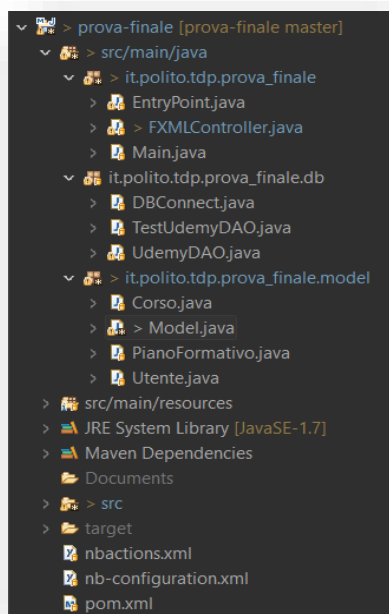 > prova-finale [prova-finale master]
> src/main/java
> it.polito.tdp.prova_finale
EntryPoint.java
> FXMLController.java
Main.java
it.polito.tdp.prova_finale.db
DBConnect.java
TestUdemyDAO.java
UdemyDAO.java
> it.polito.tdp.prova_finale.model
Corso.java
> Model.java
PianoFormativo.java
Utente.java
src/main/resources
JRE System Library [JavaSE-1.7]
Maven Dependencies
Documents
> src
target
nbactions.xml
nb-configuration.xml
pom.xml